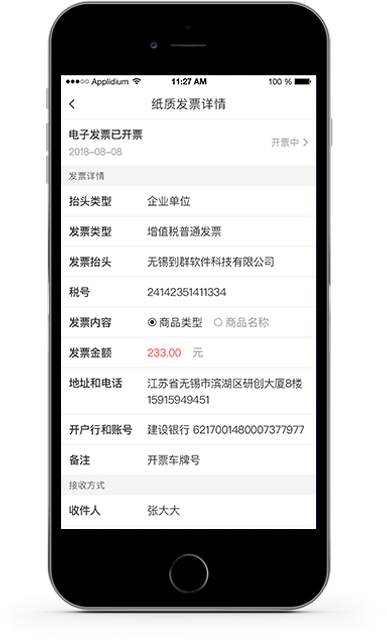 Applidium 11:27 AM 100 %
纸质发票详情
电子发票已开票
2018-08-08
开票中
发票详情
抬头类型 企业单位
发票类型 增值税普通发票
发票抬头 无锡到群软件科技有限公司
税号 24142351411334
发票内容 商品类型 商品名称
发票金额 233.00 元
地址和电话 江苏省无锡市滨湖区研创大厦8楼
15915949451
开户行和账号 建设银行 6217001480007377977
备注 开票车牌号
接收方式
收件人 张大大